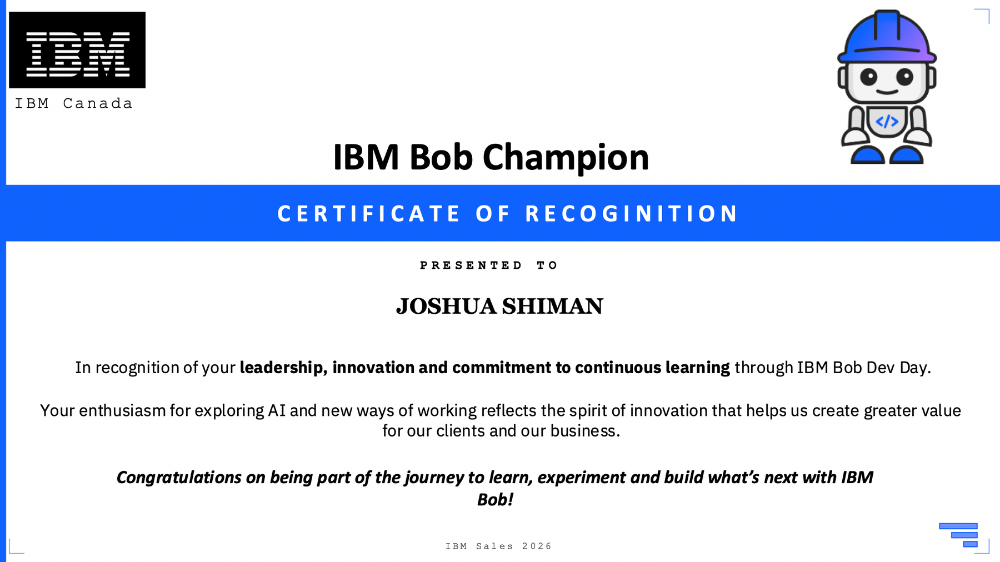 IBM
IBM Canada
</>
IBM Bob Champion
CERTIFICATE OF RECOGINITION
PRESENTED TO
JOSHUA SHIMAN
In recognition of your leadership, innovation and commitment to continuous learning through IBM Bob Dev Day.
Your enthusiasm for exploring AI and new ways of working reflects the spirit of innovation that helps us create greater value
for our clients and our business.
Congratulations on being part of the journey to learn, experiment and build what’s next with IBM
Bob!
IBM Sales 2026